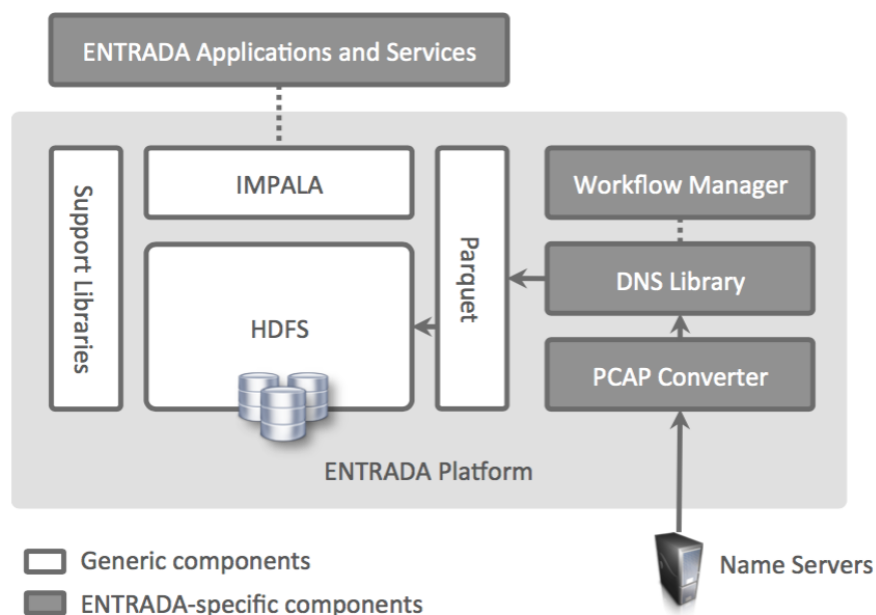 ENTRADA Applications and Services
Support Libraries
IMPALA
HDFS
Parquet
Workflow Manager
DNS Library
PCAP Converter
ENTRADA Platform
Name Servers
Generic components
ENTRADA-specific components